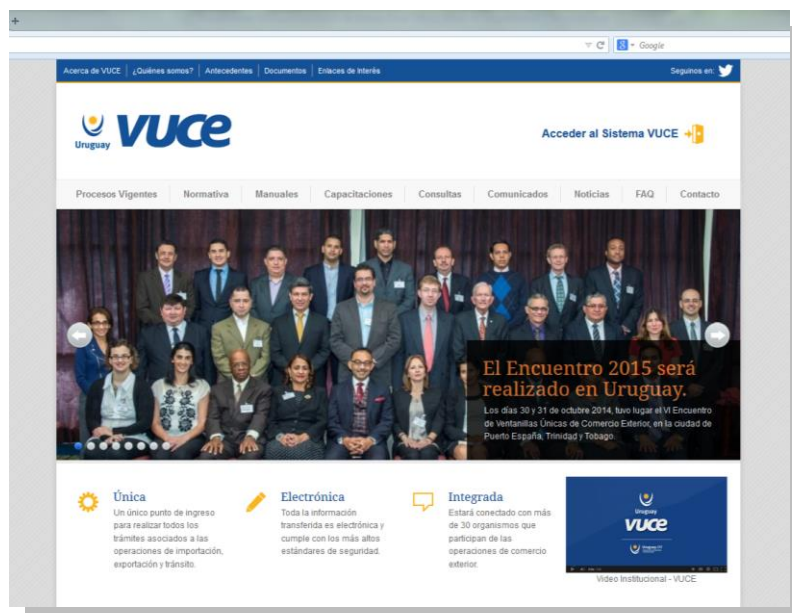 +
Google
Acerca de VUCE
¿Quiénes somos?
Antecedentes
Documentos
Enlaces de Interés
Seguinos en:
Uruguay
vuce
Acceder al Sistema VUCE
Procesos Vigentes
Normativa
Manuales
Capacitaciones
Consultas
Comunicados
Noticias
FAQ
Contacto
El Encuentro 2015 será
realizado en Uruguay.
Los días 30 y 31 de octubre 2014, tuvo lugar el VI Encuentro
de Ventanillas Únicas de Comercio Exterior, en la ciudad de
Puerto España, Trinidad y Tobago.
Única
Un único punto de ingreso
para realizar todos los
trámites asociados a las
operaciones de importación,
exportación y tránsito.
Electrónica
Toda la información
transferida es electrónica y
cumple con los más altos
estándares de seguridad.
Integrada
Estará conectado con más
de 30 organismos que
participan de las
operaciones de comercio
exterior.
Uruguay
vuce
Video Institucional - VUCE